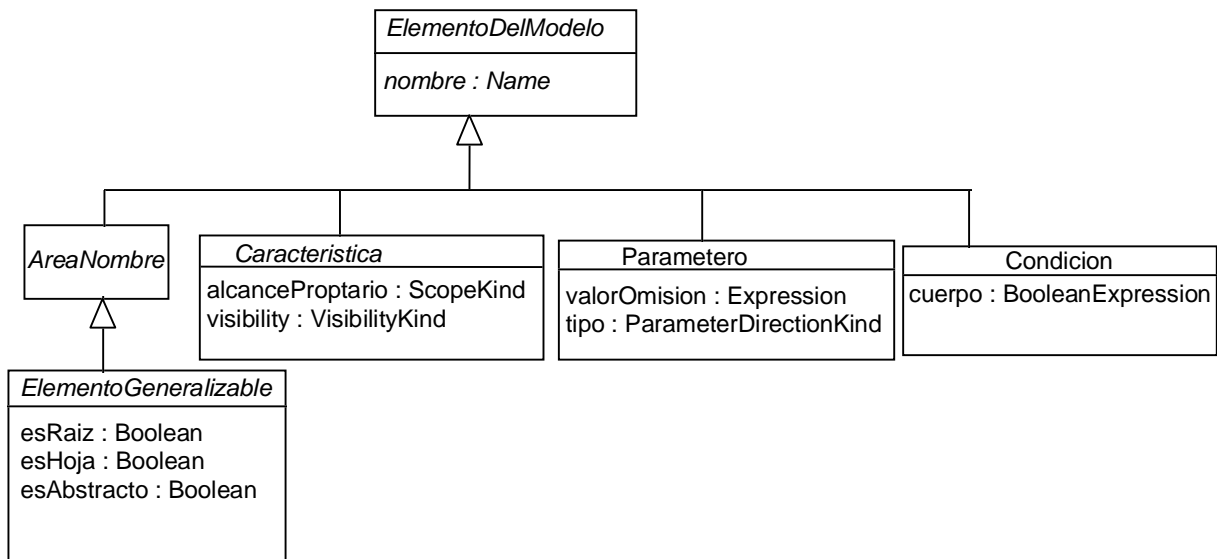 ElementoDelModelo
nombre : Name
AreaNombre
Caracteristica
alcanceProptario : ScopeKind
visibility : VisibilityKind
Parametero
valorOmision : Expression
tipo : ParameterDirectionKind
Condicion
cuerpo : BooleanExpression
ElementoGeneralizable
esRaiz : Boolean
esHoja : Boolean
esAbstracto : Boolean